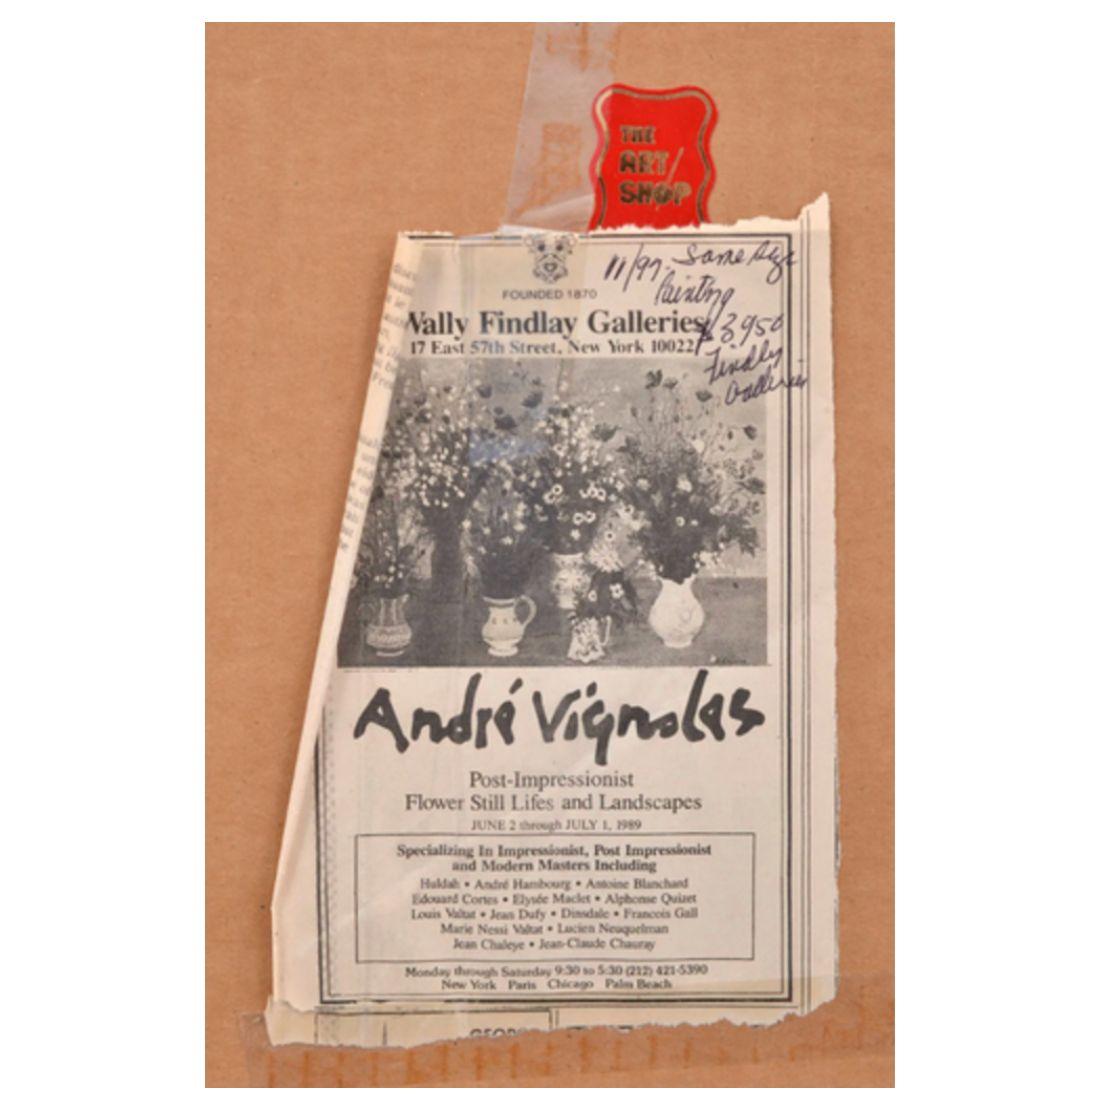 THE
ART
SHOP
FOUNDED 1870
11/97. Same Size
Painting
$3950
Findly
Galleries
Wally Findlay Galleries
17 East 57th Street, New York 10022
André Vignoles
Post-Impressionist
Flower Still Lifes and Landscapes
JUNE 2 through JULY 1, 1989
Specializing In Impressionist, Post Impressionist
and Modern Masters Including
Huldah • André Hambourg • Antoine Blanchard
Edouard Cortes • Elysée Maclet • Alphonse Quizet
Louis Valtat • Jean Dufy • Dinsdale • Francois Gall
Marie Nessi Valtat • Lucien Neuquelman
Jean Chaleye • Jean-Claude Chauray
Monday through Saturday 9:30 to 5:30 (212) 421-5390
New York Paris Chicago Palm Beach